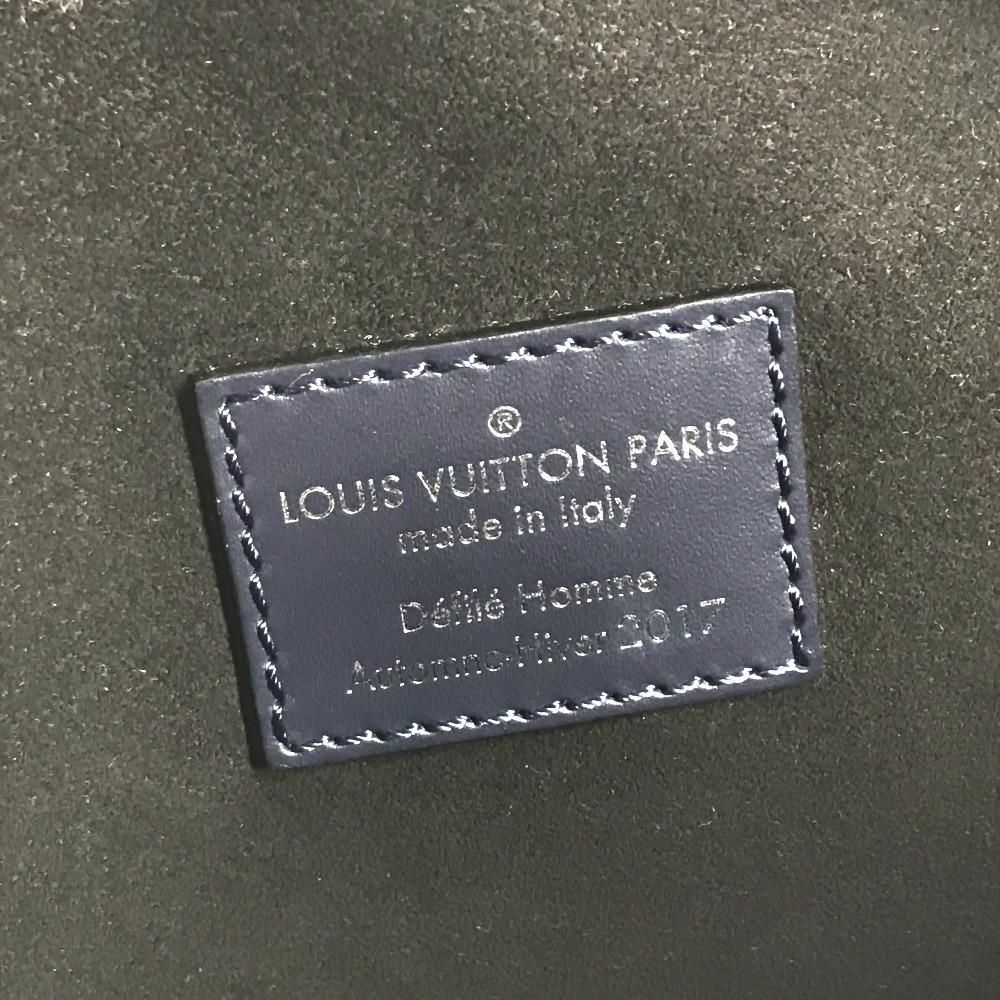 ®
LOUIS VUITTON PARIS
made in Italy
Défilé Homme
Automne-Hiver 2017